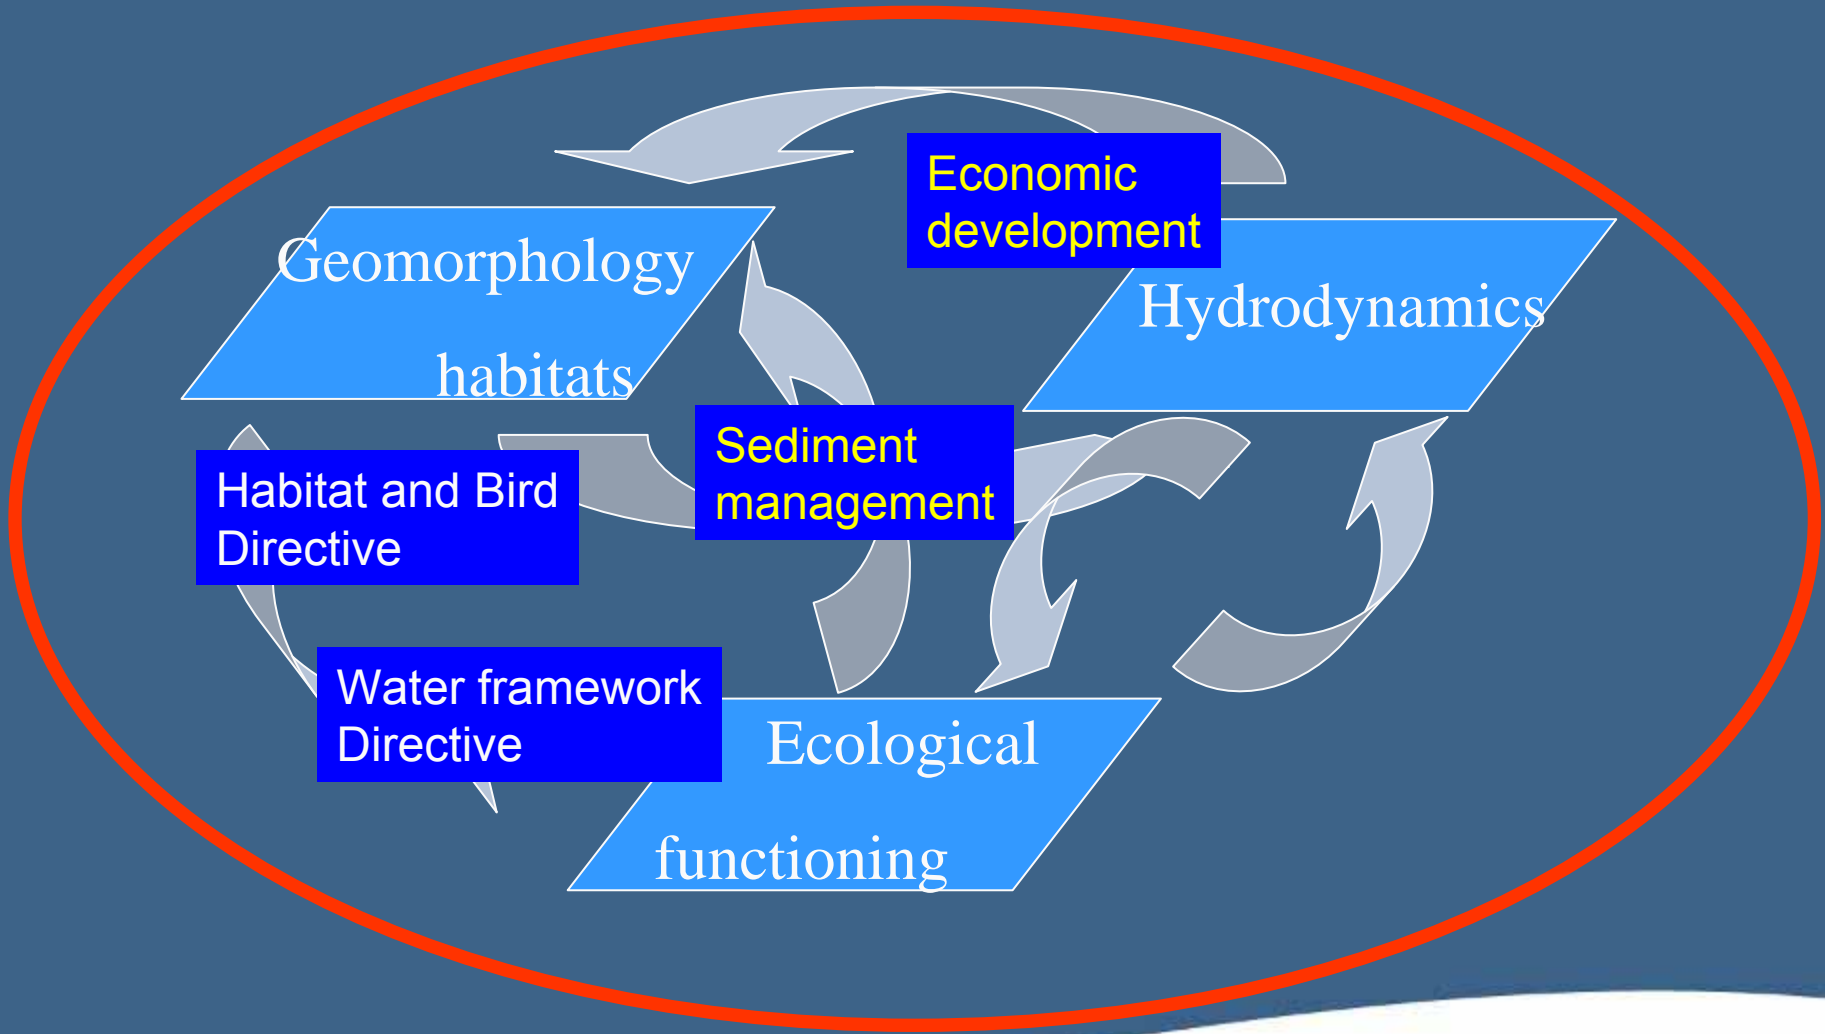 Economic
development
Geomorphology
habitats
Hydrodynamics
Sediment
management
Habitat and Bird
Directive
Water framework
Directive
Ecological
functioning